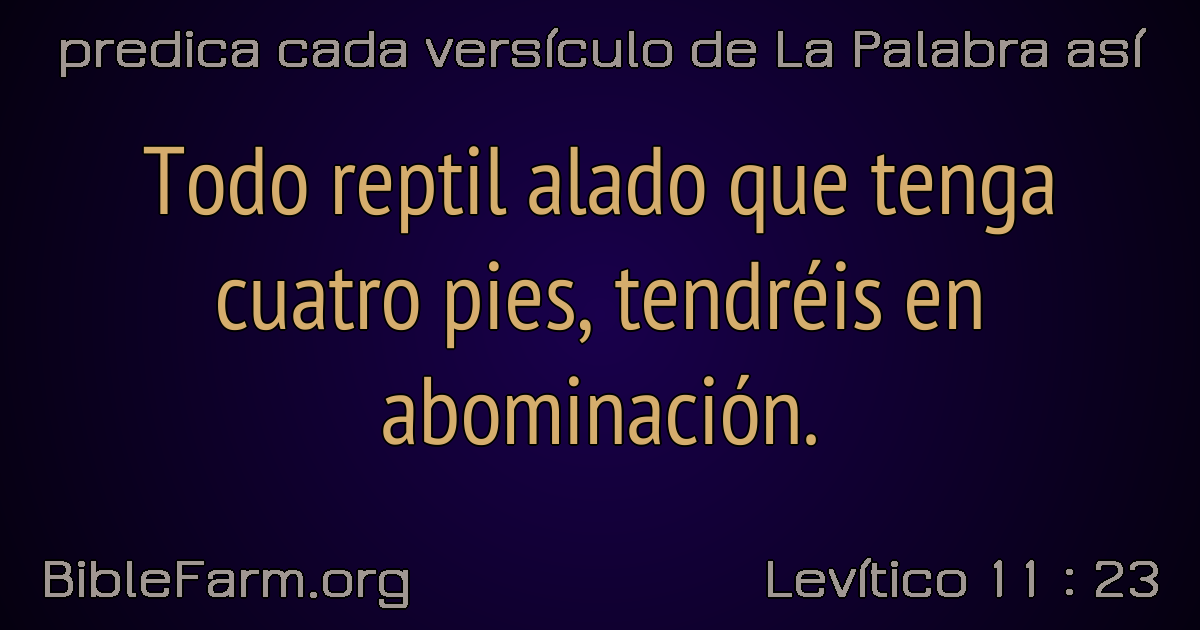 predica cada versículo de La Palabra así
Todo reptil alado que tenga
cuatro pies, tendréis en
abominación.
BibleFarm.org
Levítico 11 : 23